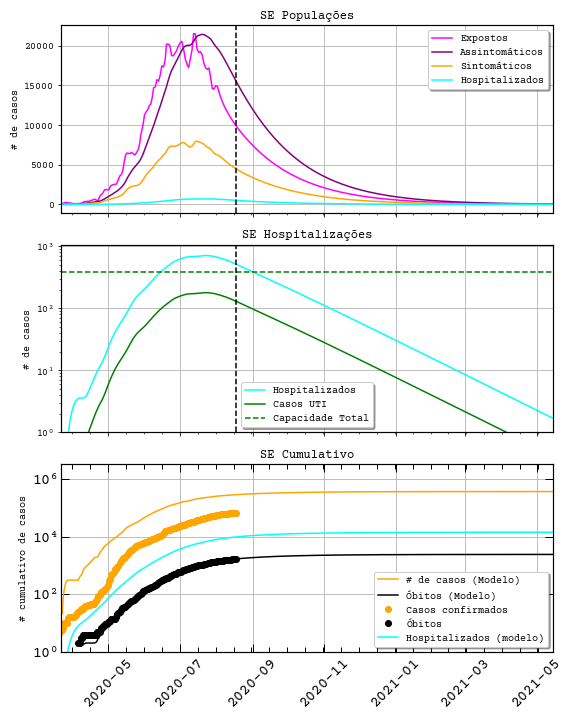 SE Populações
# de casos
20000
15000
10000
5000
0
Expostos
Assintomáticos
Sintomáticos
Hospitalizados
SE Hospitalizações
# de casos
10³
10²
10¹
10⁰
Hospitalizados
Casos UTI
Capacidade Total
SE Cumulativo
# cumulativo de casos
10⁶
10⁴
10²
10⁰
# de casos (Modelo)
Óbitos (Modelo)
Casos confirmados
Óbitos
Hospitalizados (modelo)
2020-05
2020-07
2020-09
2020-11
2021-01
2021-03
2021-05